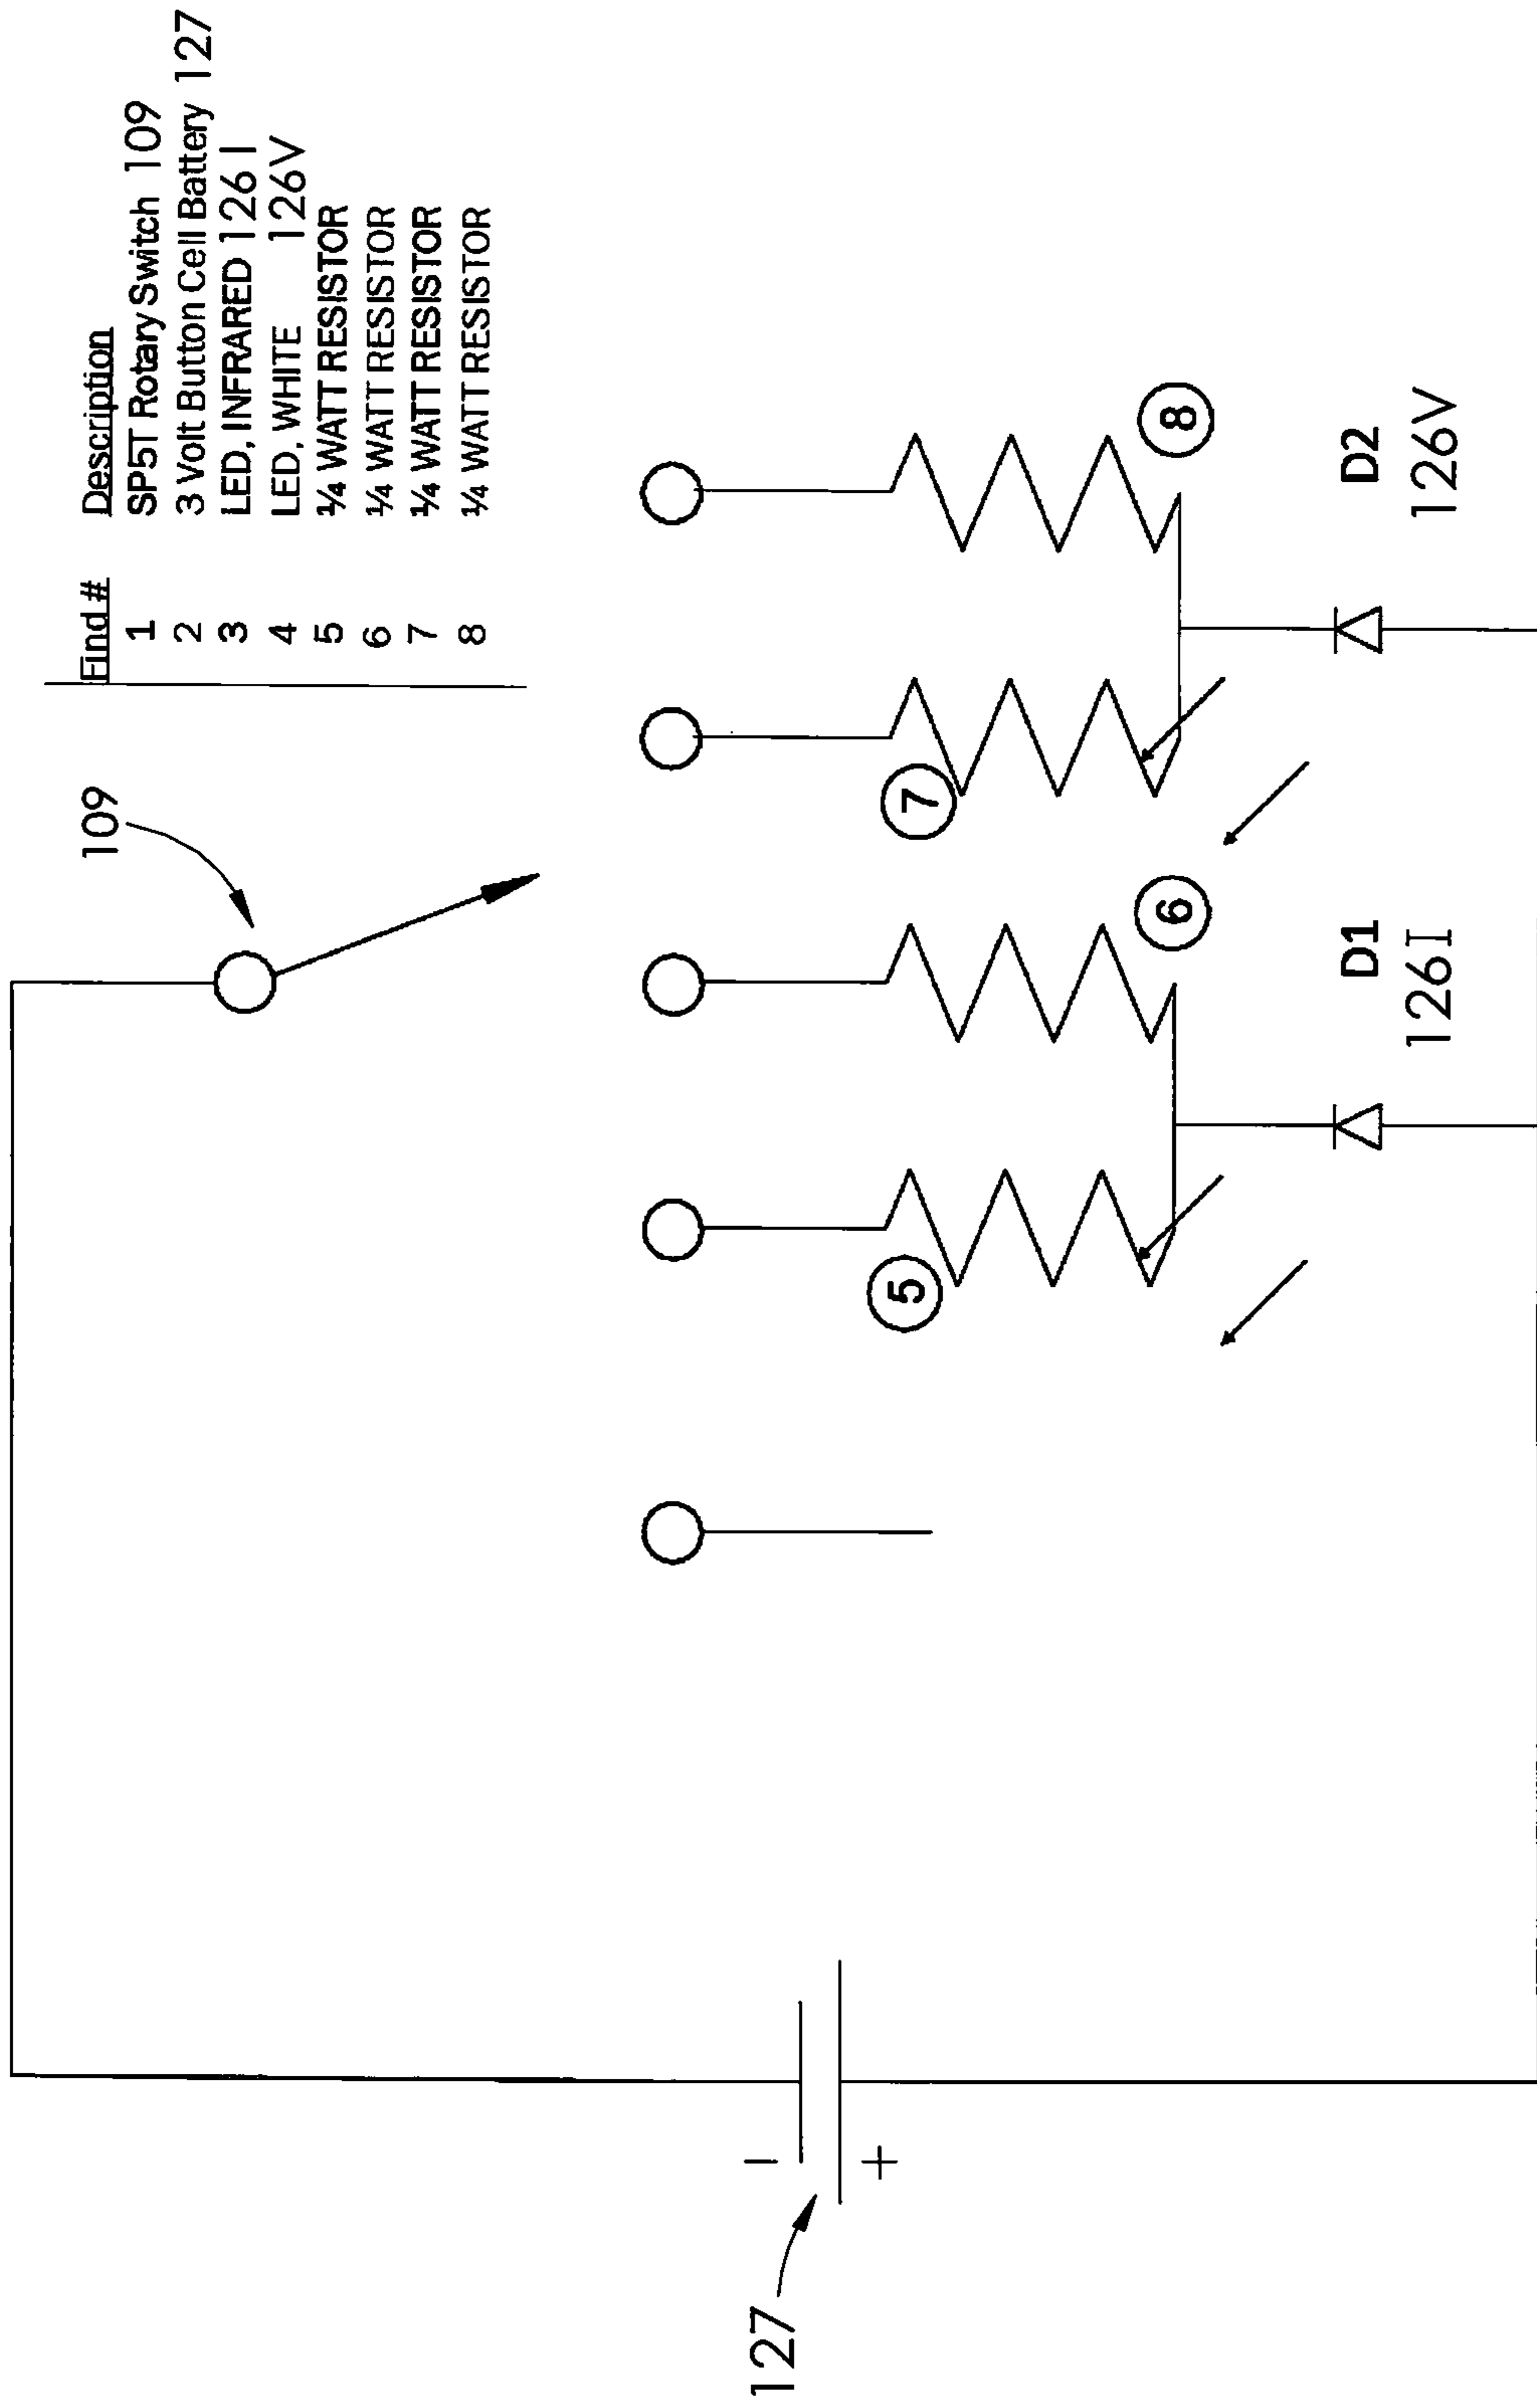 Find # Description
1 SP5T Rotary Switch 109
2 3 Volt Button Cell Battery 127
3 LED, INFRARED 126 I
4 LED, WHITE 126V
5 ¼ WATT RESISTOR
6 ¼ WATT RESISTOR
7 ¼ WATT RESISTOR
8 ¼ WATT RESISTOR
109
127
−
+
5
6
7
8
D1
126I
D2
126V